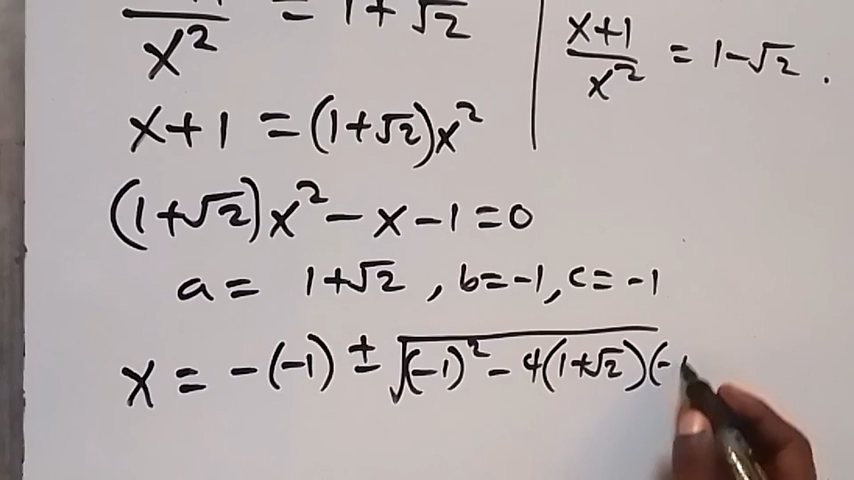 /x² = 1+√2
(x+1)/x² = 1-√2.
x+1 = (1+√2)x²
(1+√2)x² - x - 1 = 0
a = 1+√2, b = -1, c = -1
x = -(-1) ± √(-1)² - 4(1+√2)(-